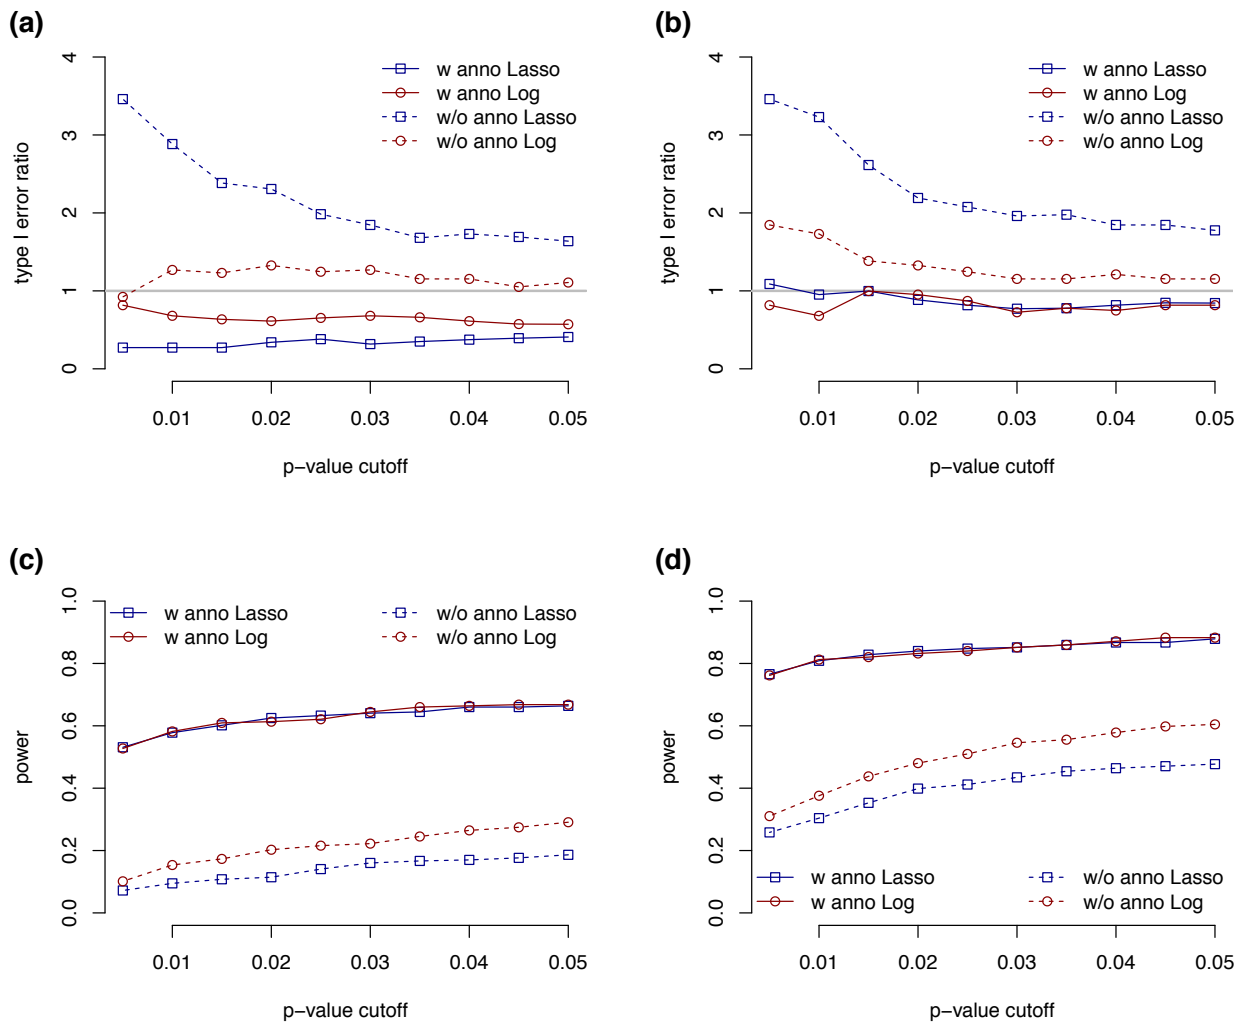 (a)
type I error ratio
0 1 2 3 4
w anno Lasso
w anno Log
w/o anno Lasso
w/o anno Log
0.01 0.02 0.03 0.04 0.05
p−value cutoff
(b)
type I error ratio
0 1 2 3 4
w anno Lasso
w anno Log
w/o anno Lasso
w/o anno Log
0.01 0.02 0.03 0.04 0.05
p−value cutoff
(c)
power
0.0 0.2 0.4 0.6 0.8 1.0
w anno Lasso w/o anno Lasso
w anno Log w/o anno Log
0.01 0.02 0.03 0.04 0.05
p−value cutoff
(d)
power
0.0 0.2 0.4 0.6 0.8 1.0
w anno Lasso w/o anno Lasso
w anno Log w/o anno Log
0.01 0.02 0.03 0.04 0.05
p−value cutoff